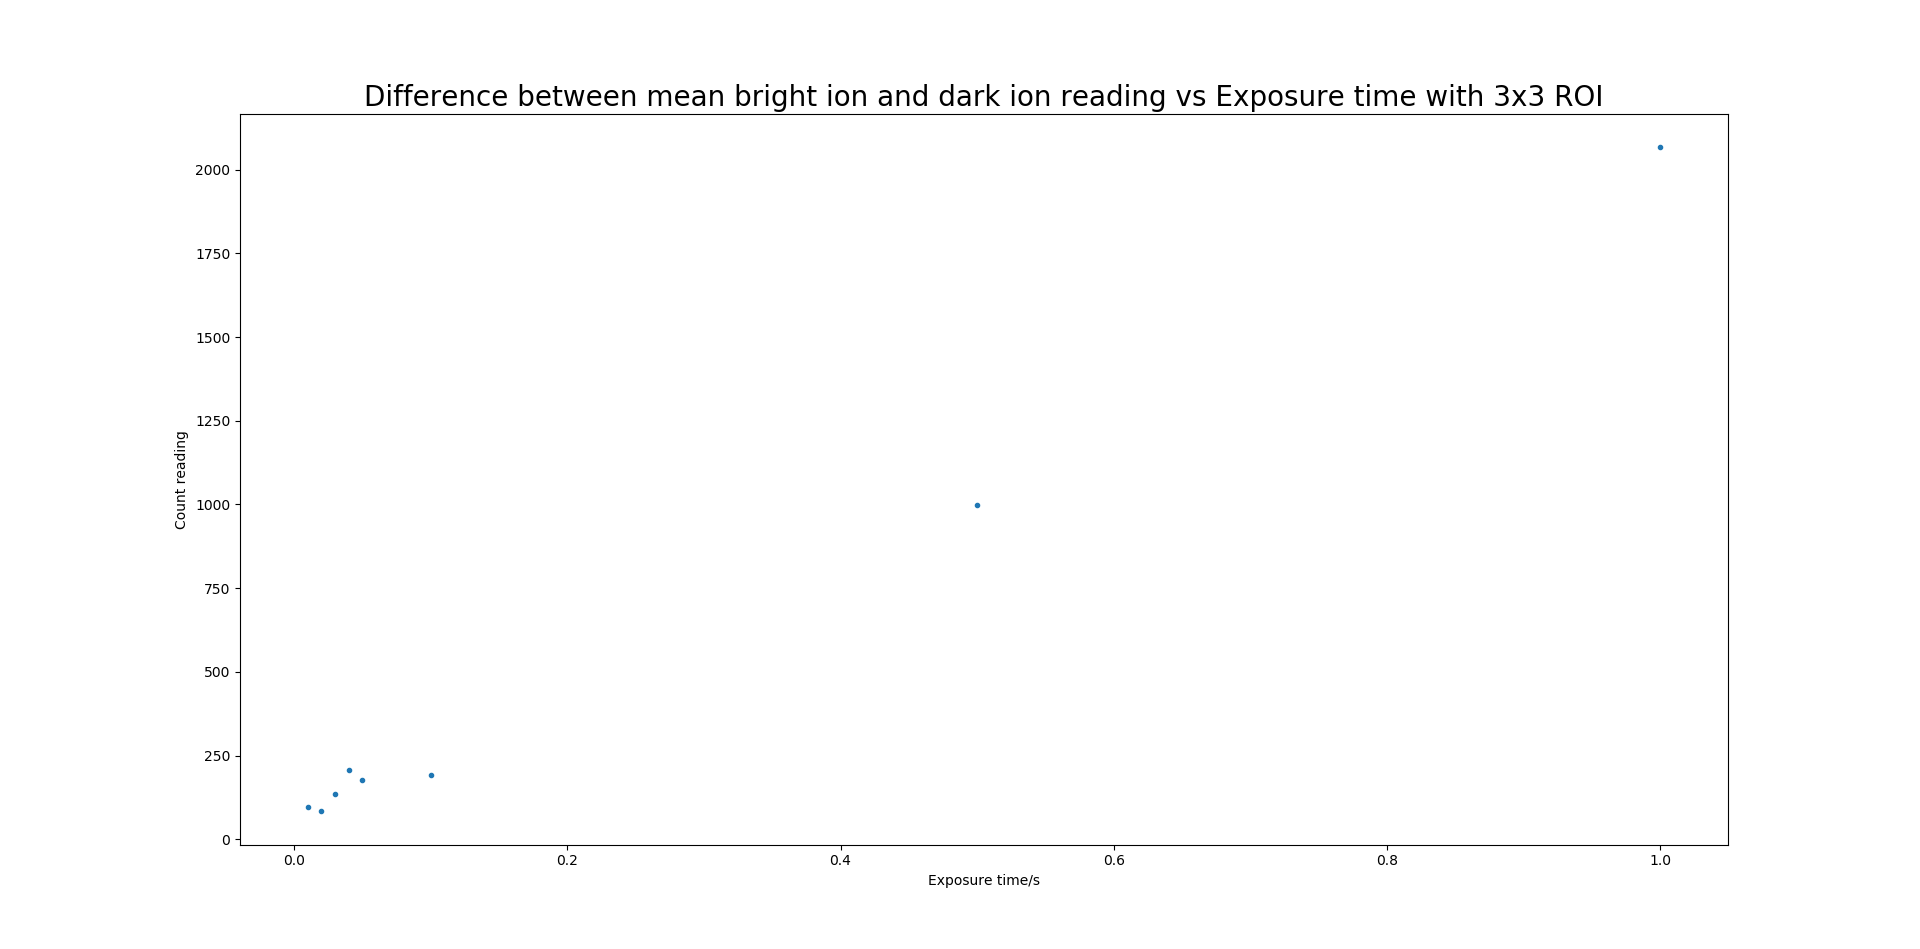 Difference between mean bright ion and dark ion reading vs Exposure time with 3x3 ROI
2000
1750
1500
1250
1000
750
500
250
0
Count reading
0.0 0.2 0.4 0.6 0.8 1.0
Exposure time/s